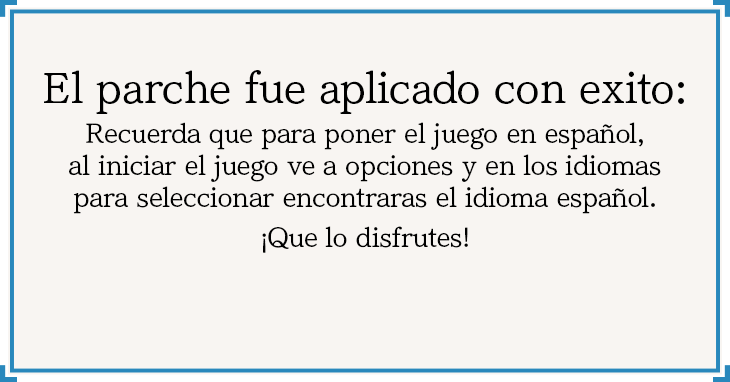 El parche fue aplicado con exito:
Recuerda que para poner el juego en español,
al iniciar el juego ve a opciones y en los idiomas
para seleccionar encontraras el idioma español.
¡Que lo disfrutes!